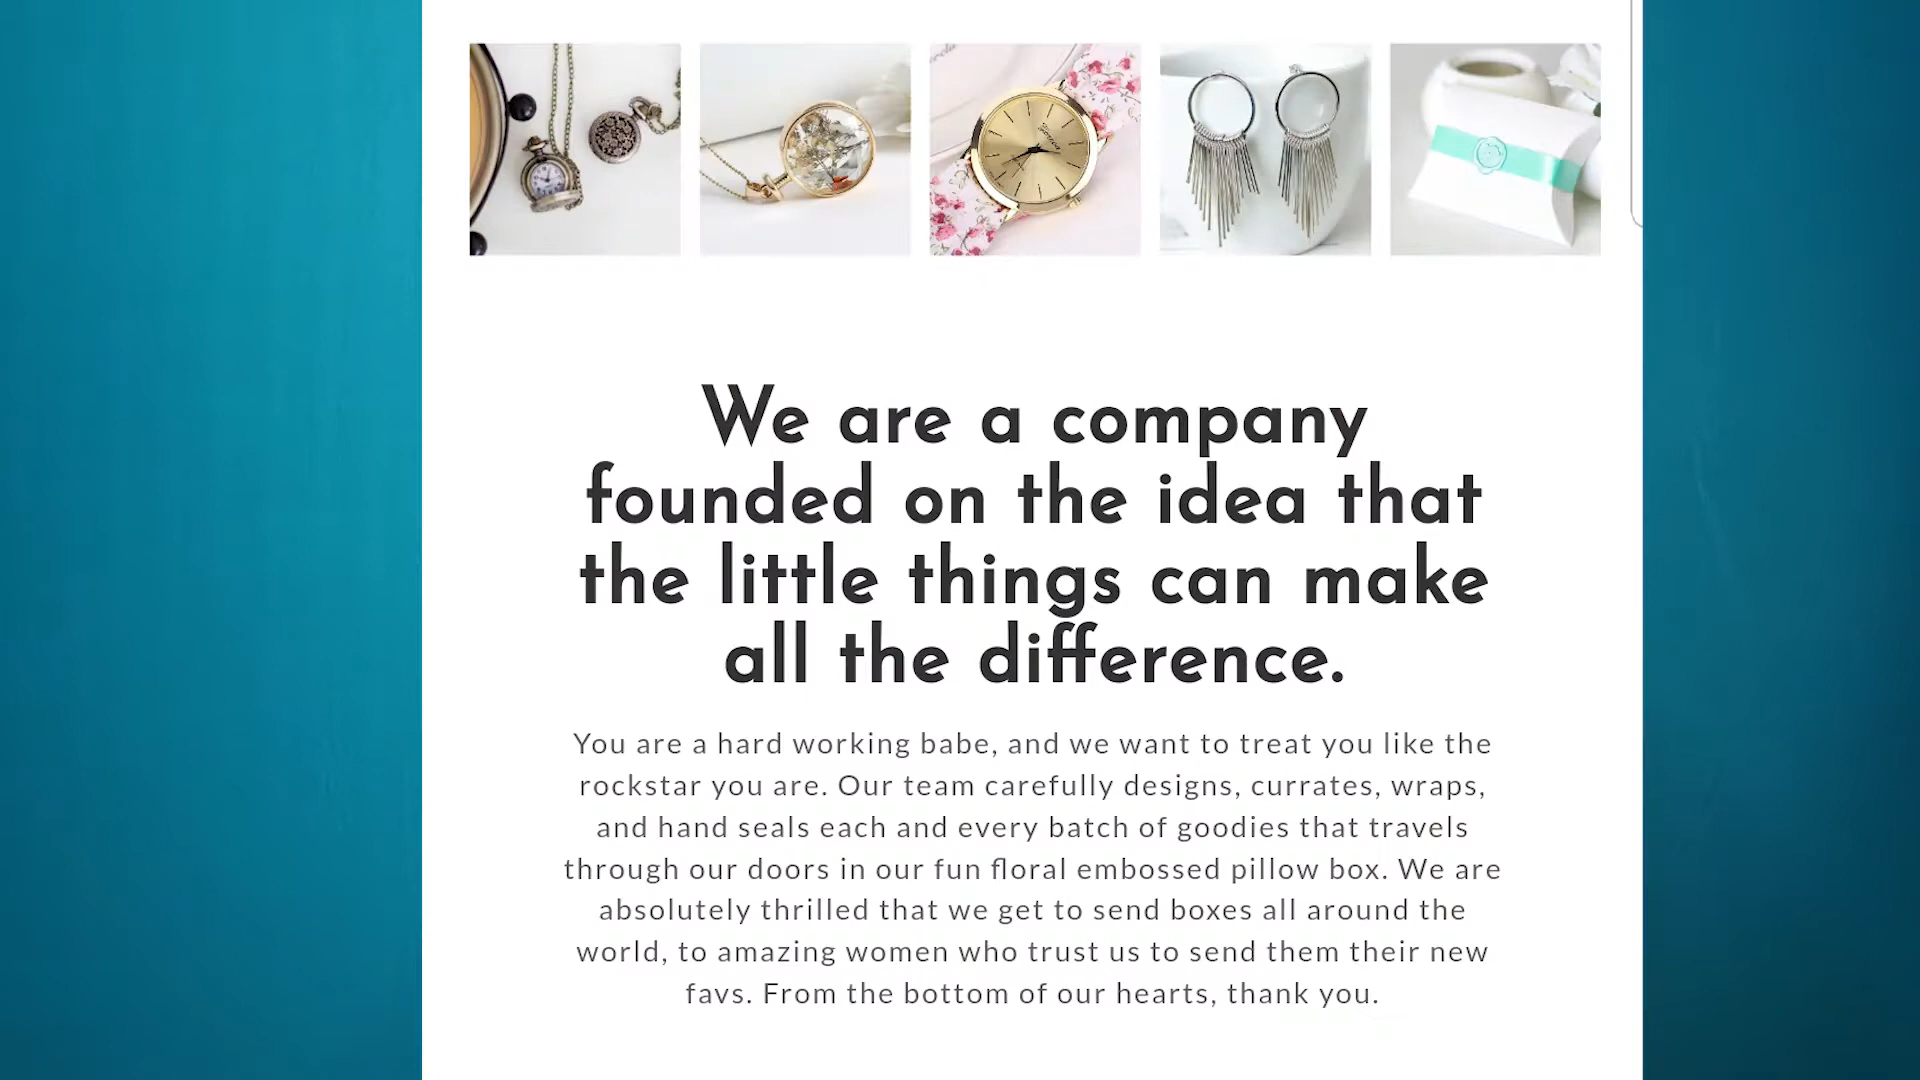 We are a company
founded on the idea that
the little things can make
all the difference.
You are a hard working babe, and we want to treat you like the
rockstar you are. Our team carefully designs, currates, wraps,
and hand seals each and every batch of goodies that travels
through our doors in our fun floral embossed pillow box. We are
absolutely thrilled that we get to send boxes all around the
world, to amazing women who trust us to send them their new
favs. From the bottom of our hearts, thank you.